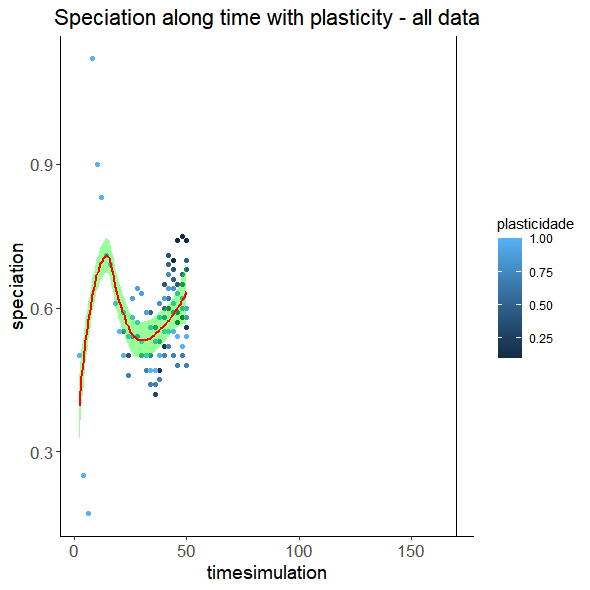 Speciation along time with plasticity - all data
speciation
0.9
0.6
0.3
0
50
100
150
timesimulation
plasticidade
1.00
0.75
0.50
0.25